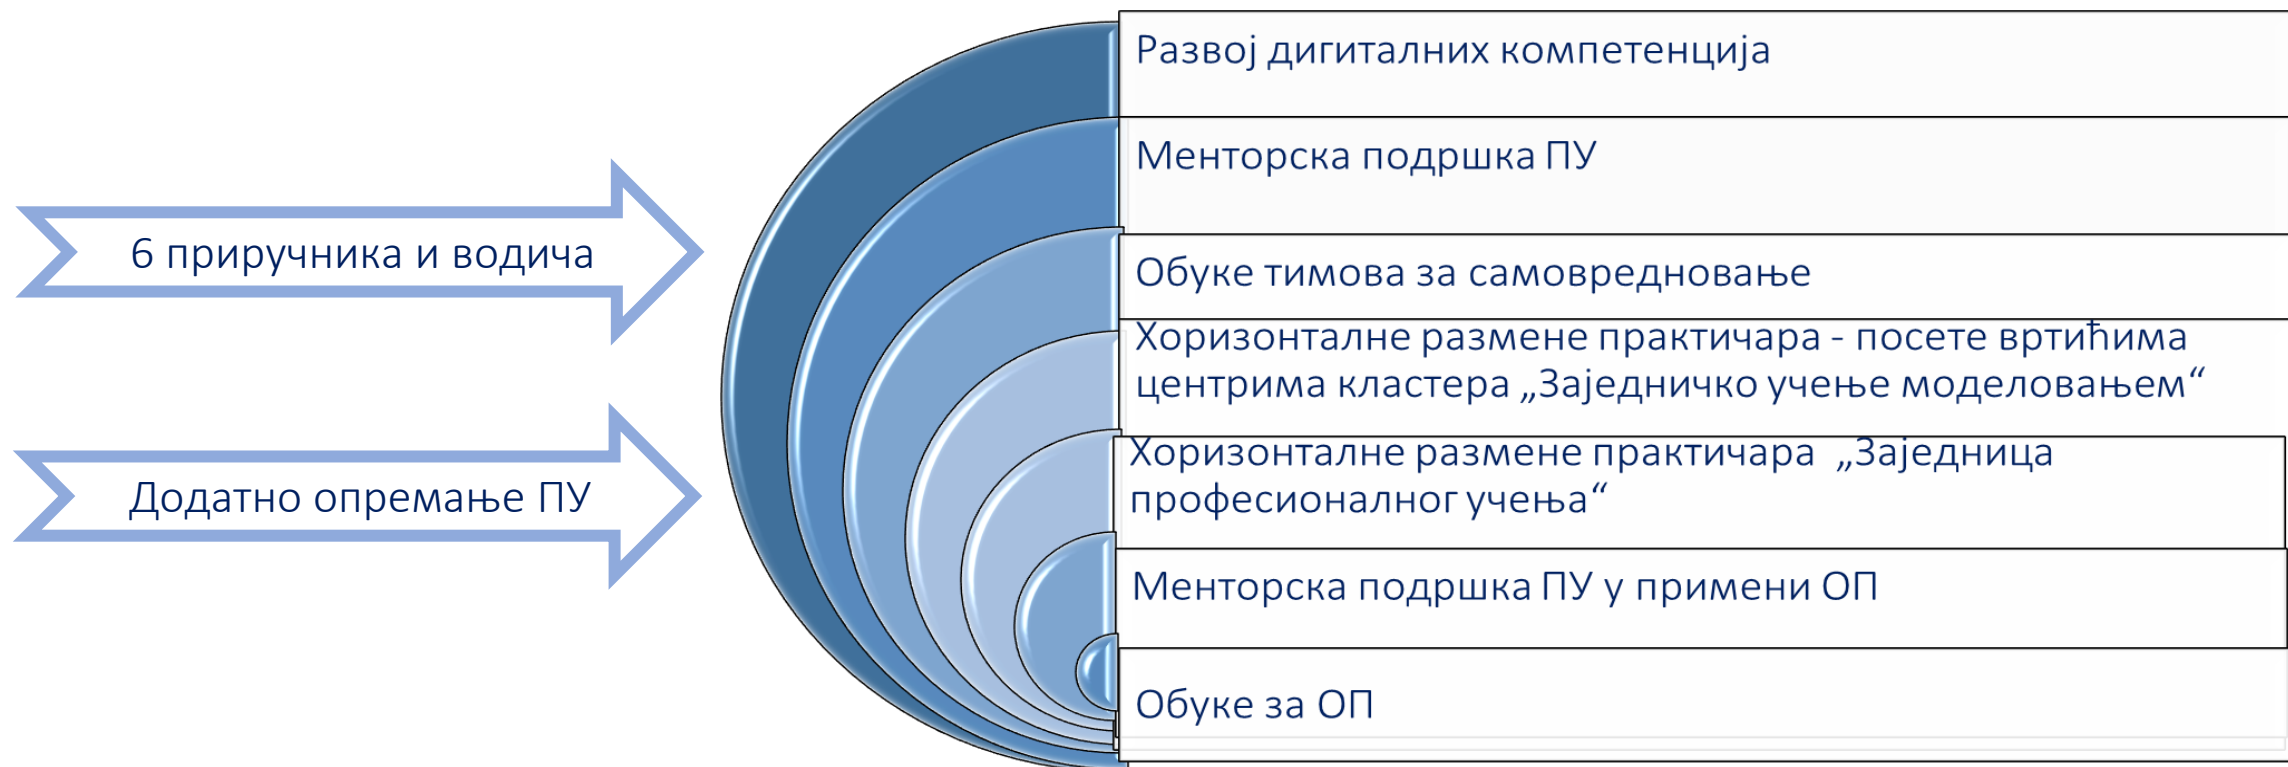 6 приручника и водича
Додатно опремање ПУ
Развој дигиталних компетенција
Менторска подршка ПУ
Обуке тимова за самовредновање
Хоризонталне размене практичара - посете вртићима
центрима кластера „Заједничко учење моделовањем“
Хоризонталне размене практичара „Заједница
професионалног учења“
Менторска подршка ПУ у примени ОП
Обуке за ОП